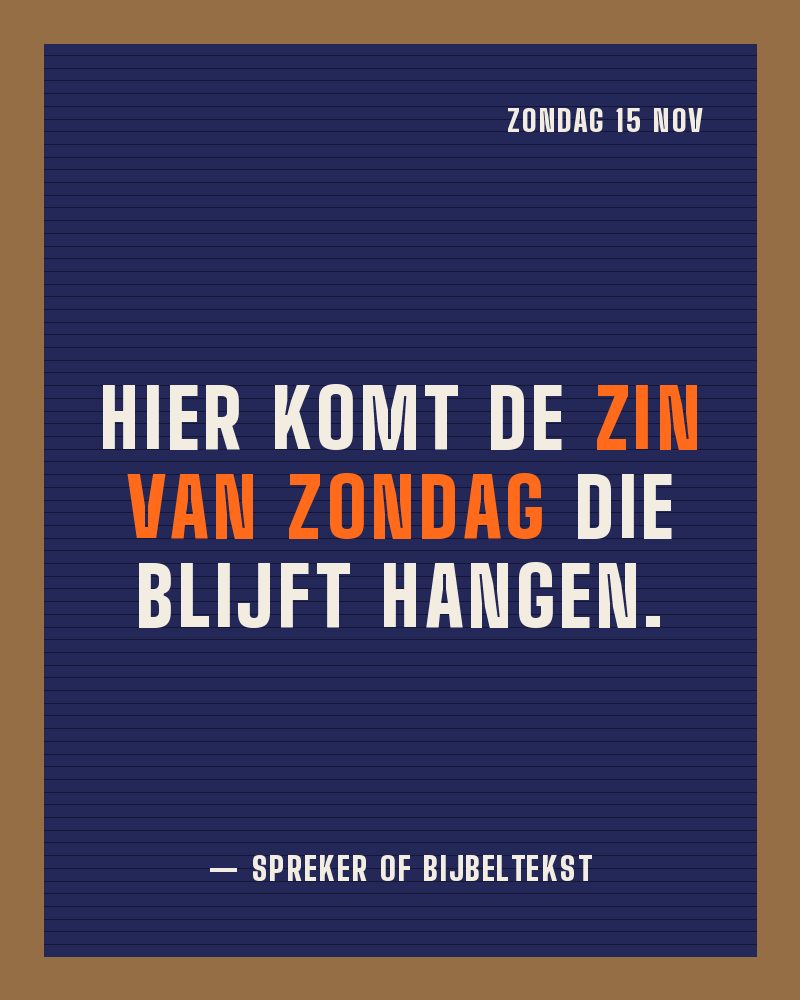 ZONDAG 15 NOV
HIER KOMT DE ZIN
VAN ZONDAG DIE
BLIJFT HANGEN.
— SPREKER OF BIJBELTEKST